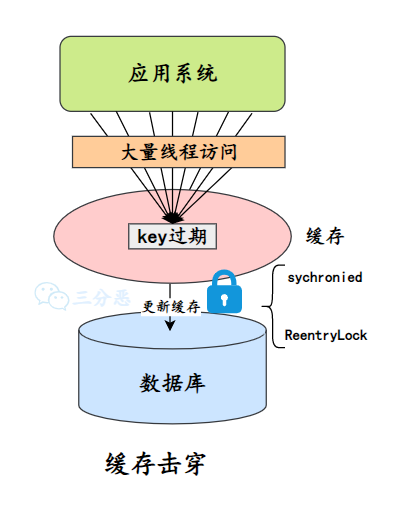 应用系统
大量线程访问
key过期
缓存
sychronied
三分恶
更新缓存
ReentryLock
数据库
缓存击穿